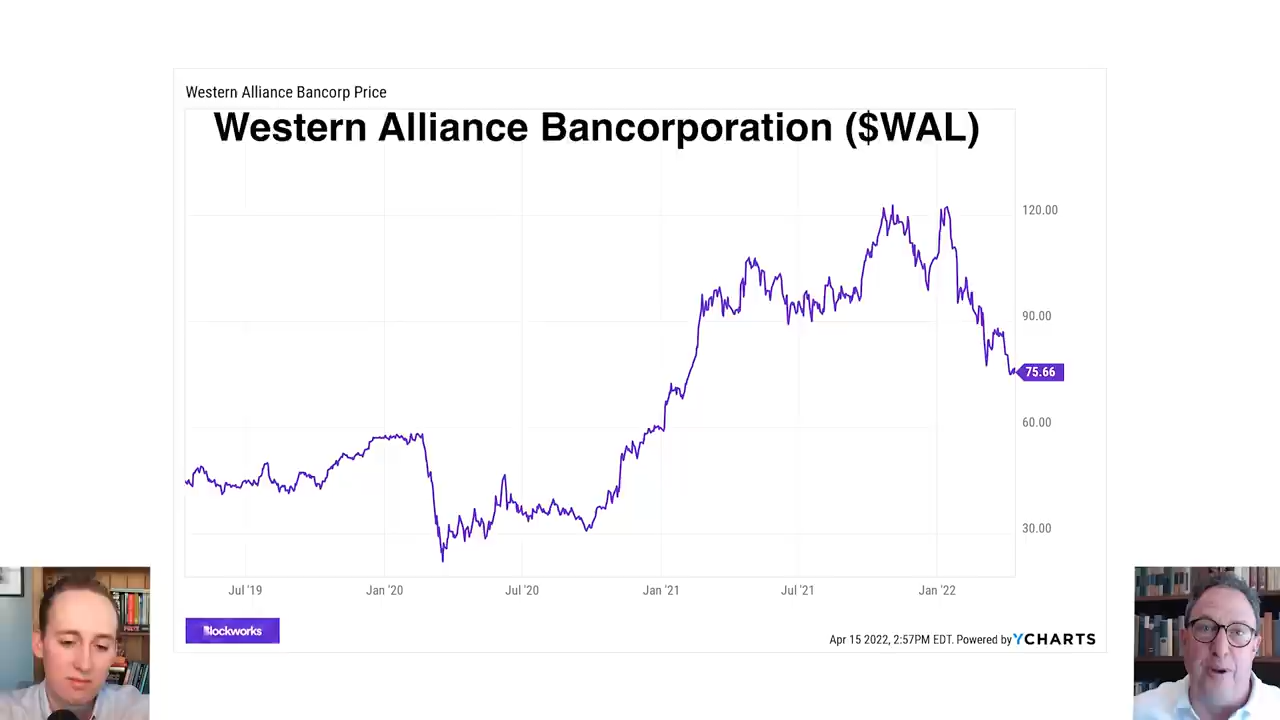 Western Alliance Bancorp Price
Western Alliance Bancorporation ($WAL)
120.00
90.00
75.66
60.00
30.00
Jul '19
Jan '20
Jul '20
Jan '21
Jul '21
Jan '22
Blockworks
Apr 15 2022, 2:57PM EDT. Powered by YCHARTS